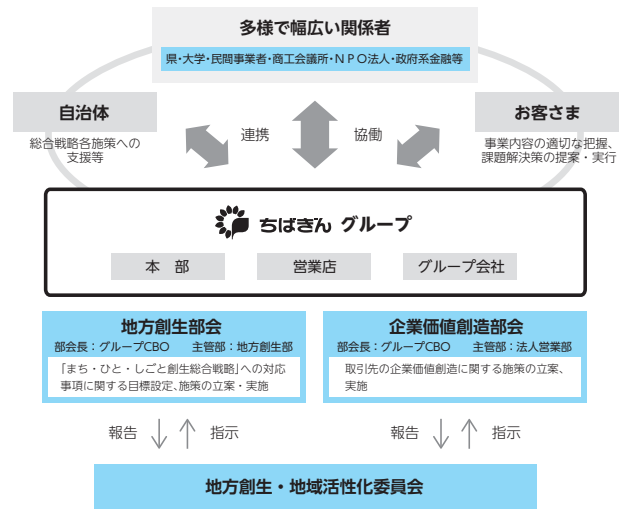 多様で幅広い関係者
県・大学・民間事業者・商工会議所・ＮＰＯ法人・政府系金融等
自治体
総合戦略各施策への
支援等
連携
協働
お客さま
事業内容の適切な把握、
課題解決策の提案・実行
ちばぎん グループ
本　部
営業店
グループ会社
地方創生部会
部会長：グループCBO　主管部：地方創生部
「まち・ひと・しごと創生総合戦略」への対応
事項に関する目標設定、施策の立案・実施
企業価値創造部会
部会長：グループCBO　主管部：法人営業部
取引先の企業価値創造に関する施策の立案、
実施
報告
指示
報告
指示
地方創生・地域活性化委員会